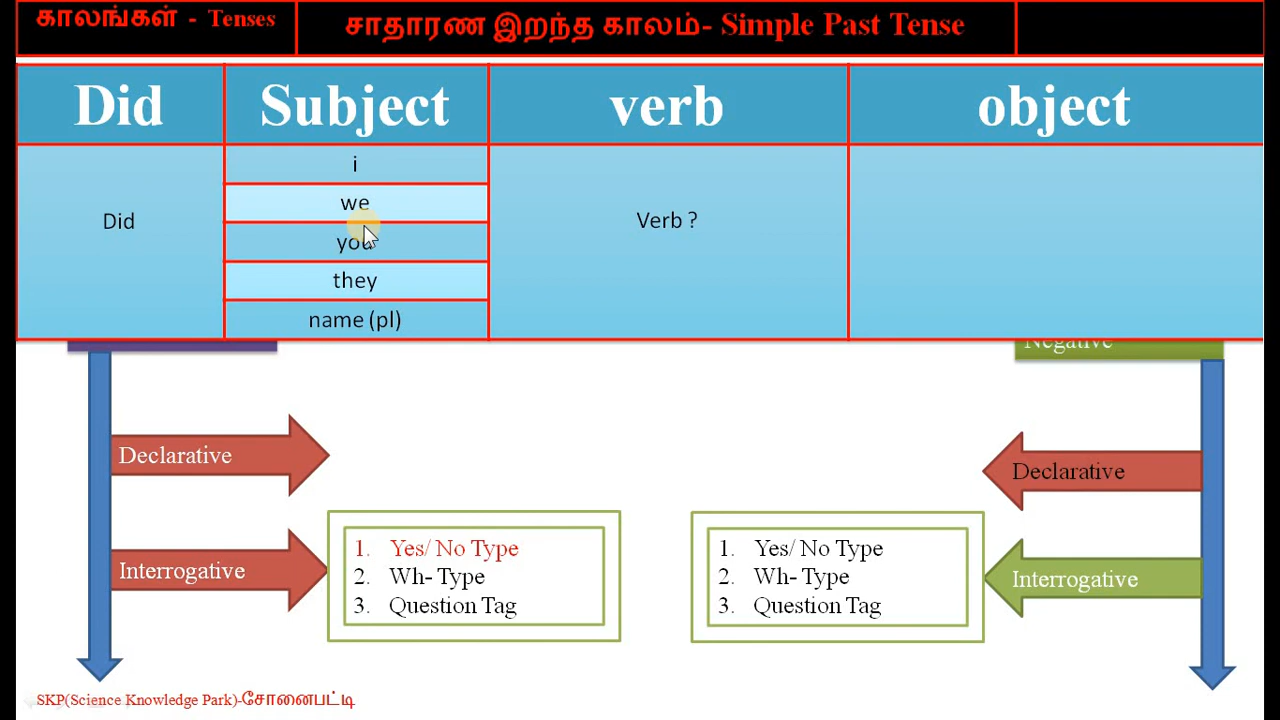 காலங்கள் - Tenses
சாதாரண இறந்த காலம்- Simple Past Tense
Did Subject verb object
i
we
Did
Verb ?
you
they
name (pl)
Negative
Declarative
Declarative
Interrogative
1. Yes/ No Type
2. Wh- Type
3. Question Tag
1. Yes/ No Type
2. Wh- Type
3. Question Tag
Interrogative
SKP(Science Knowledge Park)-சோனைபட்டி